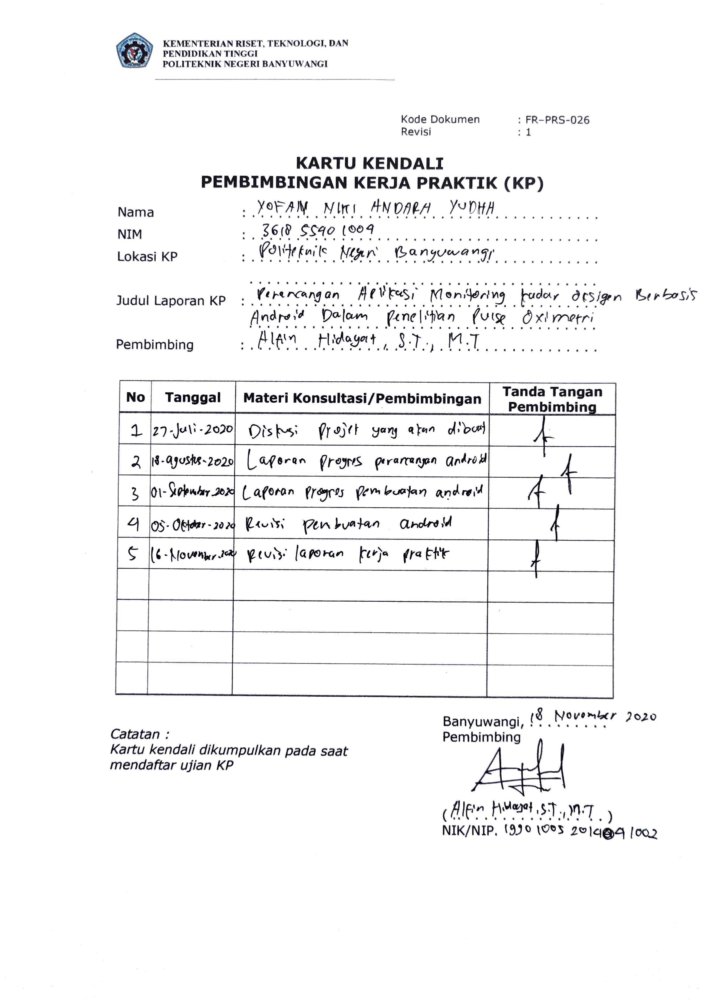 KEMENTERIAN RISET, TEKNOLOGI, DAN
PENDIDIKAN TINGGI
POLITEKNIK NEGERI BANYUWANGI
Kode Dokumen : FR-PRS-026
Revisi : 1
KARTU KENDALI
PEMBIMBINGAN KERJA PRAKTIK (KP)
Nama : YOFAN NIKI ANDARA YUDHA
NIM : 3618 5540 1009
Lokasi KP : Politeknik Negeri Banyuwangi
Judul Laporan KP : Perancangan Aplikasi Monitoring kadar oksigen Berbasis
Android Dalam penelitian Pulse Oximetri
Pembimbing : Alfin Hidayat, S.T., M.T
No Tanggal Materi Konsultasi/Pembimbingan Tanda Tangan Pembimbing
1 27-Juli-2020 Diskusi Projek yang akan dibuat
2 18-agustus-2020 Laporan progres perancangan android
3 01-September-2020 Laporan progres pembuatan android
4 05-Oktober-2020 Revisi penbuatan android
5 16-November-2020 Revisi laporan kerja praktik
Banyuwangi, 18 November 2020
Pembimbing
Catatan :
Kartu kendali dikumpulkan pada saat
mendaftar ujian KP
(Alfin Hidayat, S.T., M.T)
NIK/NIP. 1990 1005 2014041002